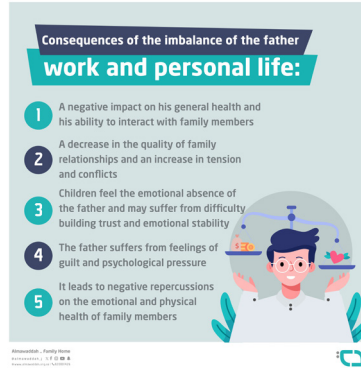 Consequences of the imbalance of the father
work and personal life:
1
A negative impact on his general health and
his ability to interact with family members
2
A decrease in the quality of family
relationships and an increase in tension
and conflicts
3
Children feel the emotional absence of
the father and may suffer from difficulty
building trust and emotional stability
4
The father suffers from feelings of
guilt and psychological pressure
5
It leads to negative repercussions
on the emotional and physical
health of family members
Almawaddah , Family Home